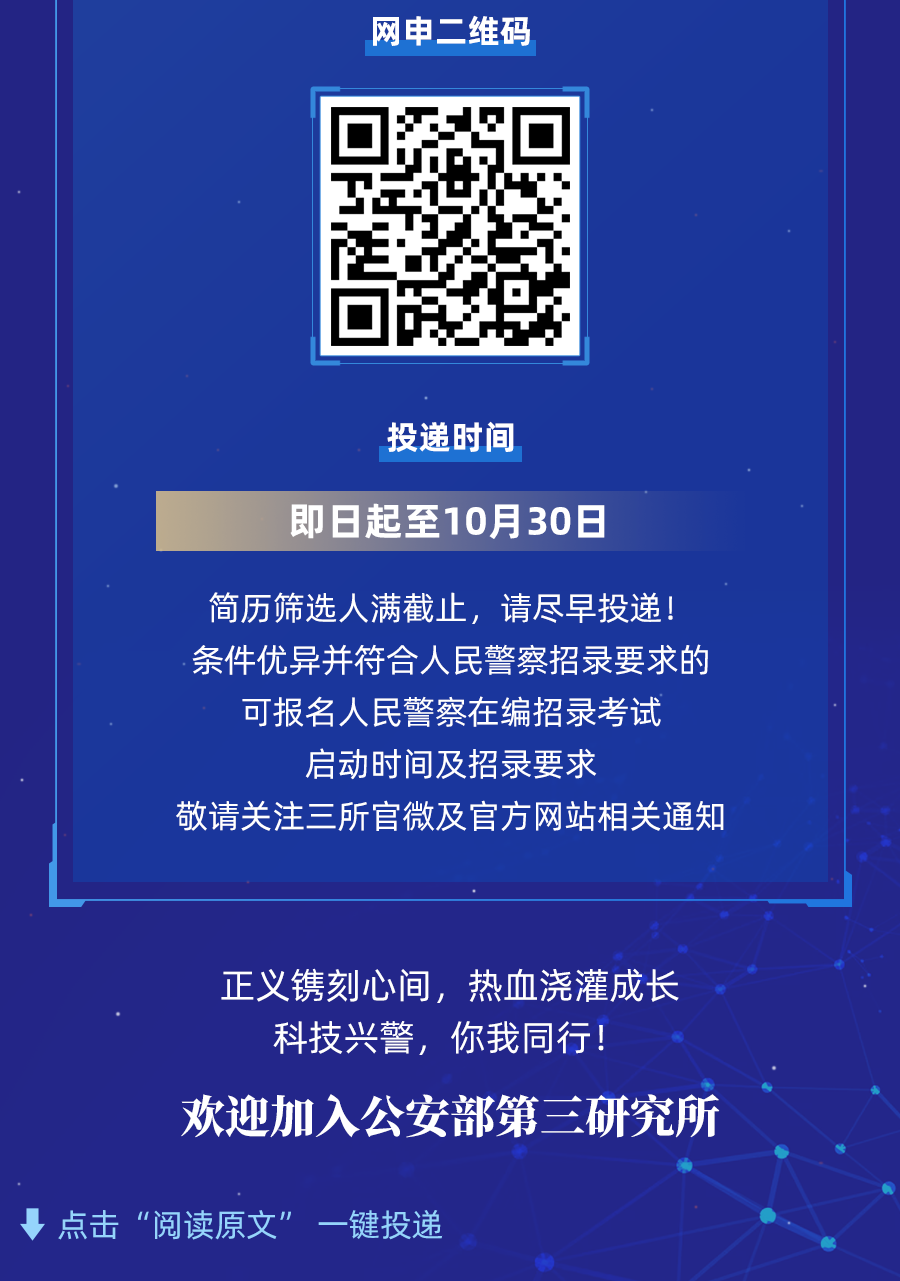 网申二维码
投递时间
即日起至10月30日
简历筛选人满截止，请尽早投递！
条件优异并符合人民警察招录要求的
可报名人民警察在编招录考试
启动时间及招录要求
敬请关注三所官微及官方网站相关通知
正义镌刻心间，热血浇灌成长
科技兴警，你我同行！
欢迎加入公安部第三研究所
点击“阅读原文” 一键投递